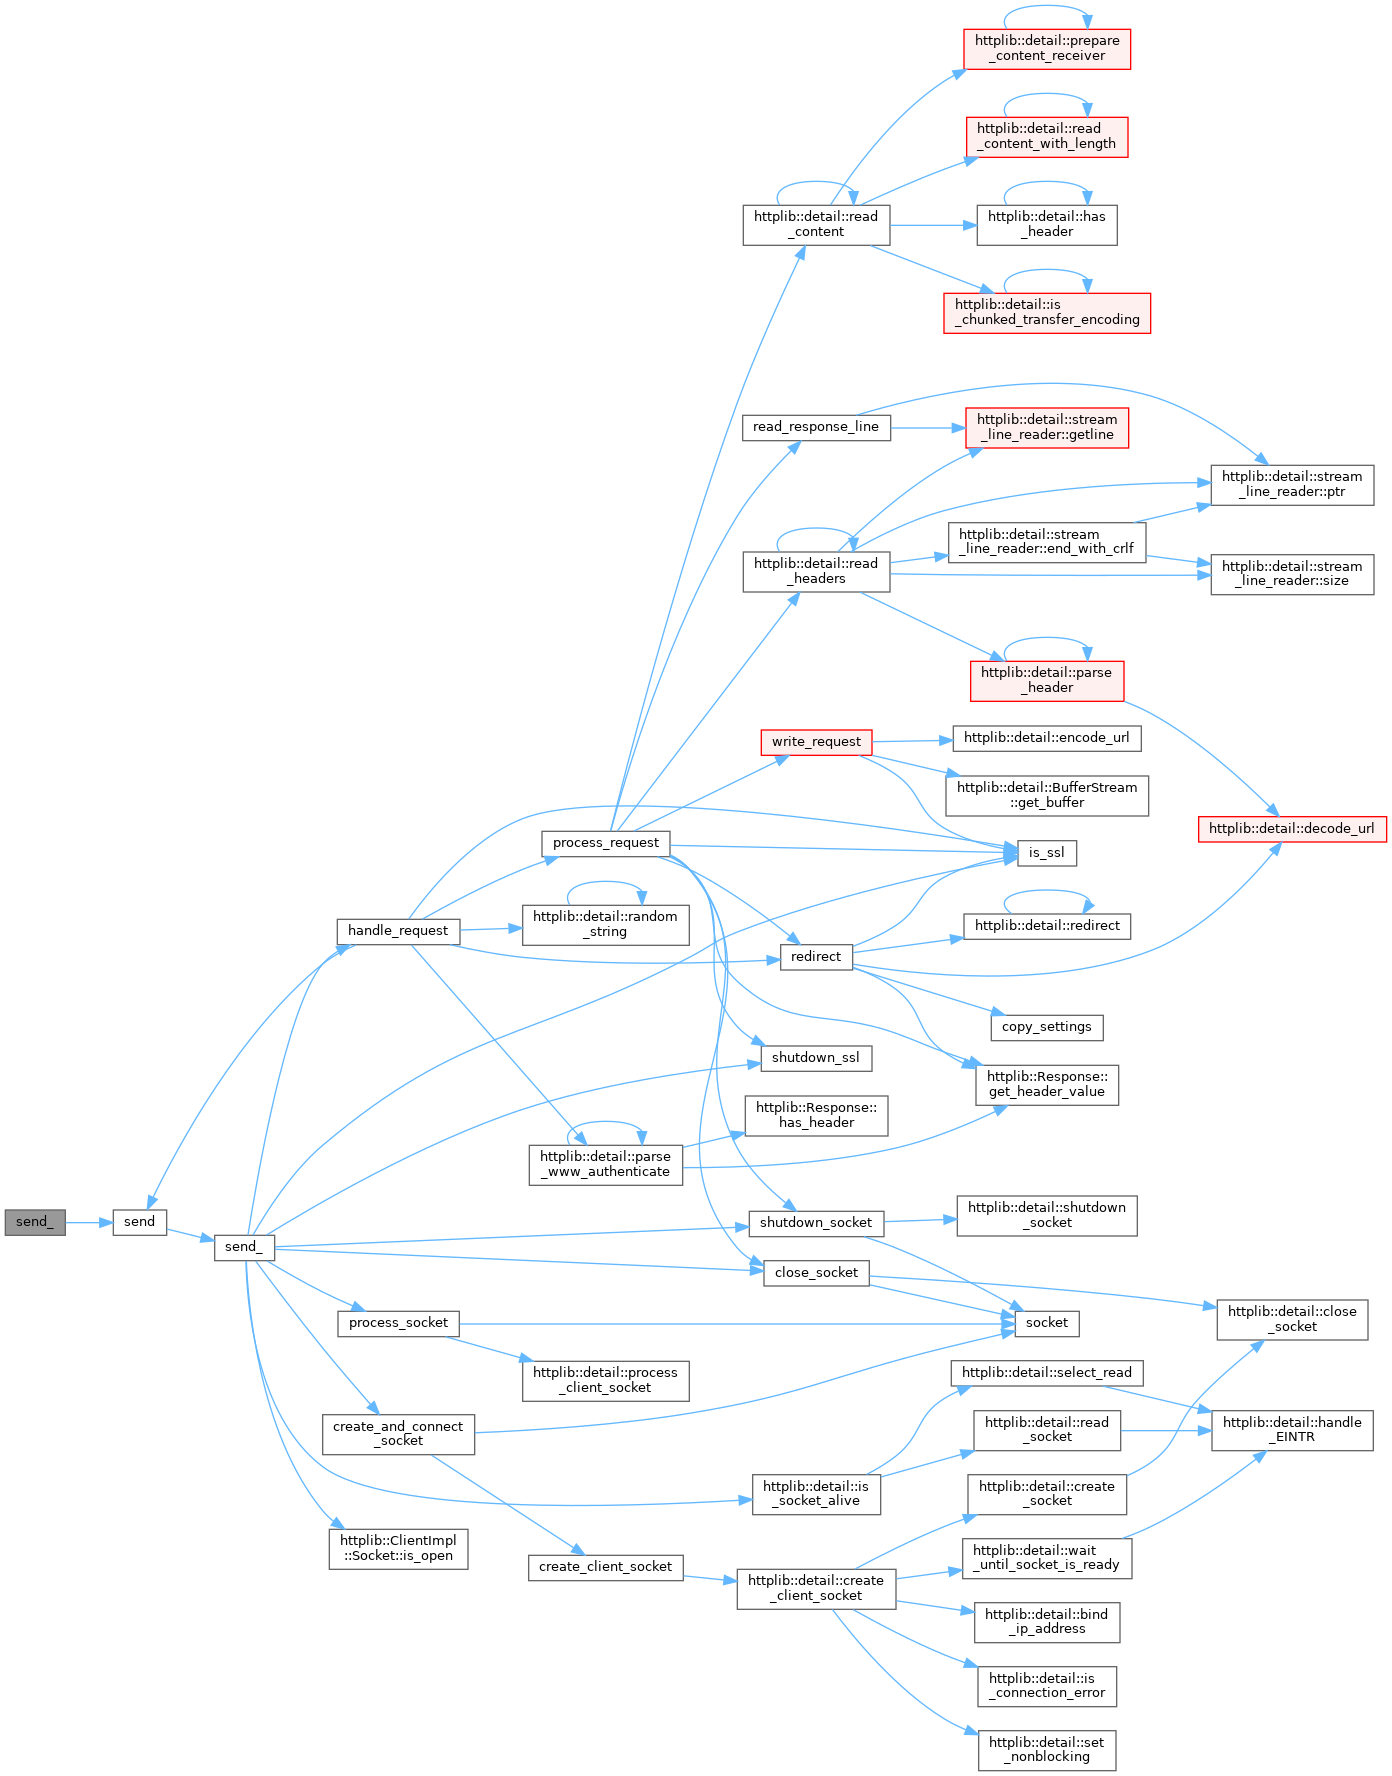 httplib::detail::prepare
_content_receiver
httplib::detail::read
_content_with_length
httplib::detail::read
_content
httplib::detail::has
_header
httplib::detail::is
_chunked_transfer_encoding
read_response_line
httplib::detail::stream
_line_reader::getline
httplib::detail::stream
_line_reader::ptr
httplib::detail::stream
_line_reader::end_with_crlf
httplib::detail::read
_headers
httplib::detail::stream
_line_reader::size
httplib::detail::parse
_header
write_request
httplib::detail::encode_url
httplib::detail::BufferStream
::get_buffer
httplib::detail::decode_url
process_request
is_ssl
handle_request
httplib::detail::random
_string
httplib::detail::redirect
redirect
copy_settings
shutdown_ssl
httplib::Response::
get_header_value
httplib::Response::
has_header
httplib::detail::parse
_www_authenticate
send_
send
send_
shutdown_socket
httplib::detail::shutdown
_socket
close_socket
process_socket
socket
httplib::detail::close
_socket
httplib::detail::process
_client_socket
httplib::detail::select_read
create_and_connect
_socket
httplib::detail::read
_socket
httplib::detail::handle
_EINTR
httplib::detail::is
_socket_alive
httplib::detail::create
_socket
httplib::ClientImpl
::Socket::is_open
create_client_socket
httplib::detail::wait
_until_socket_is_ready
httplib::detail::create
_client_socket
httplib::detail::bind
_ip_address
httplib::detail::is
_connection_error
httplib::detail::set
_nonblocking